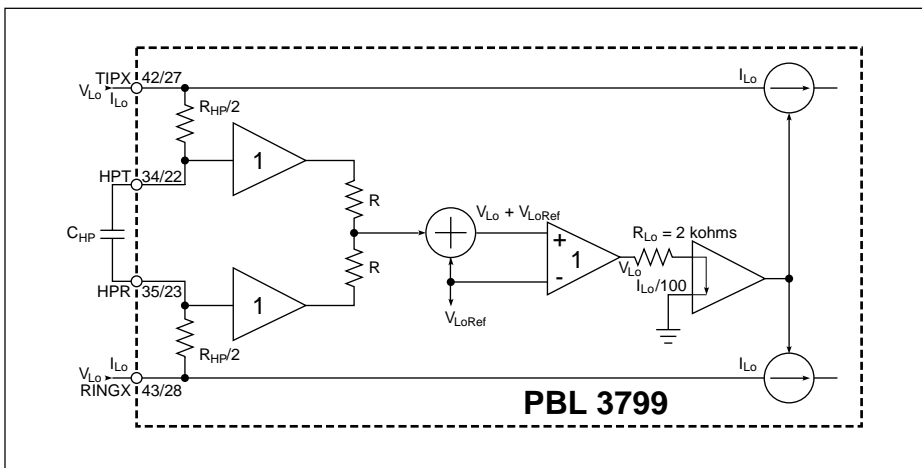 TIPX 42/27 I_Lo
V_Lo I_Lo
R_HP/2
1
HPT 34/22
R
C_HP
V_Lo + V_LoRef
+
1
-
R_Lo = 2 kohms
V_Lo
R
I_Lo/100
1
HPR 35/23
V_LoRef
R_HP/2
V_Lo I_Lo I_Lo
RINGX 43/28
PBL 3799